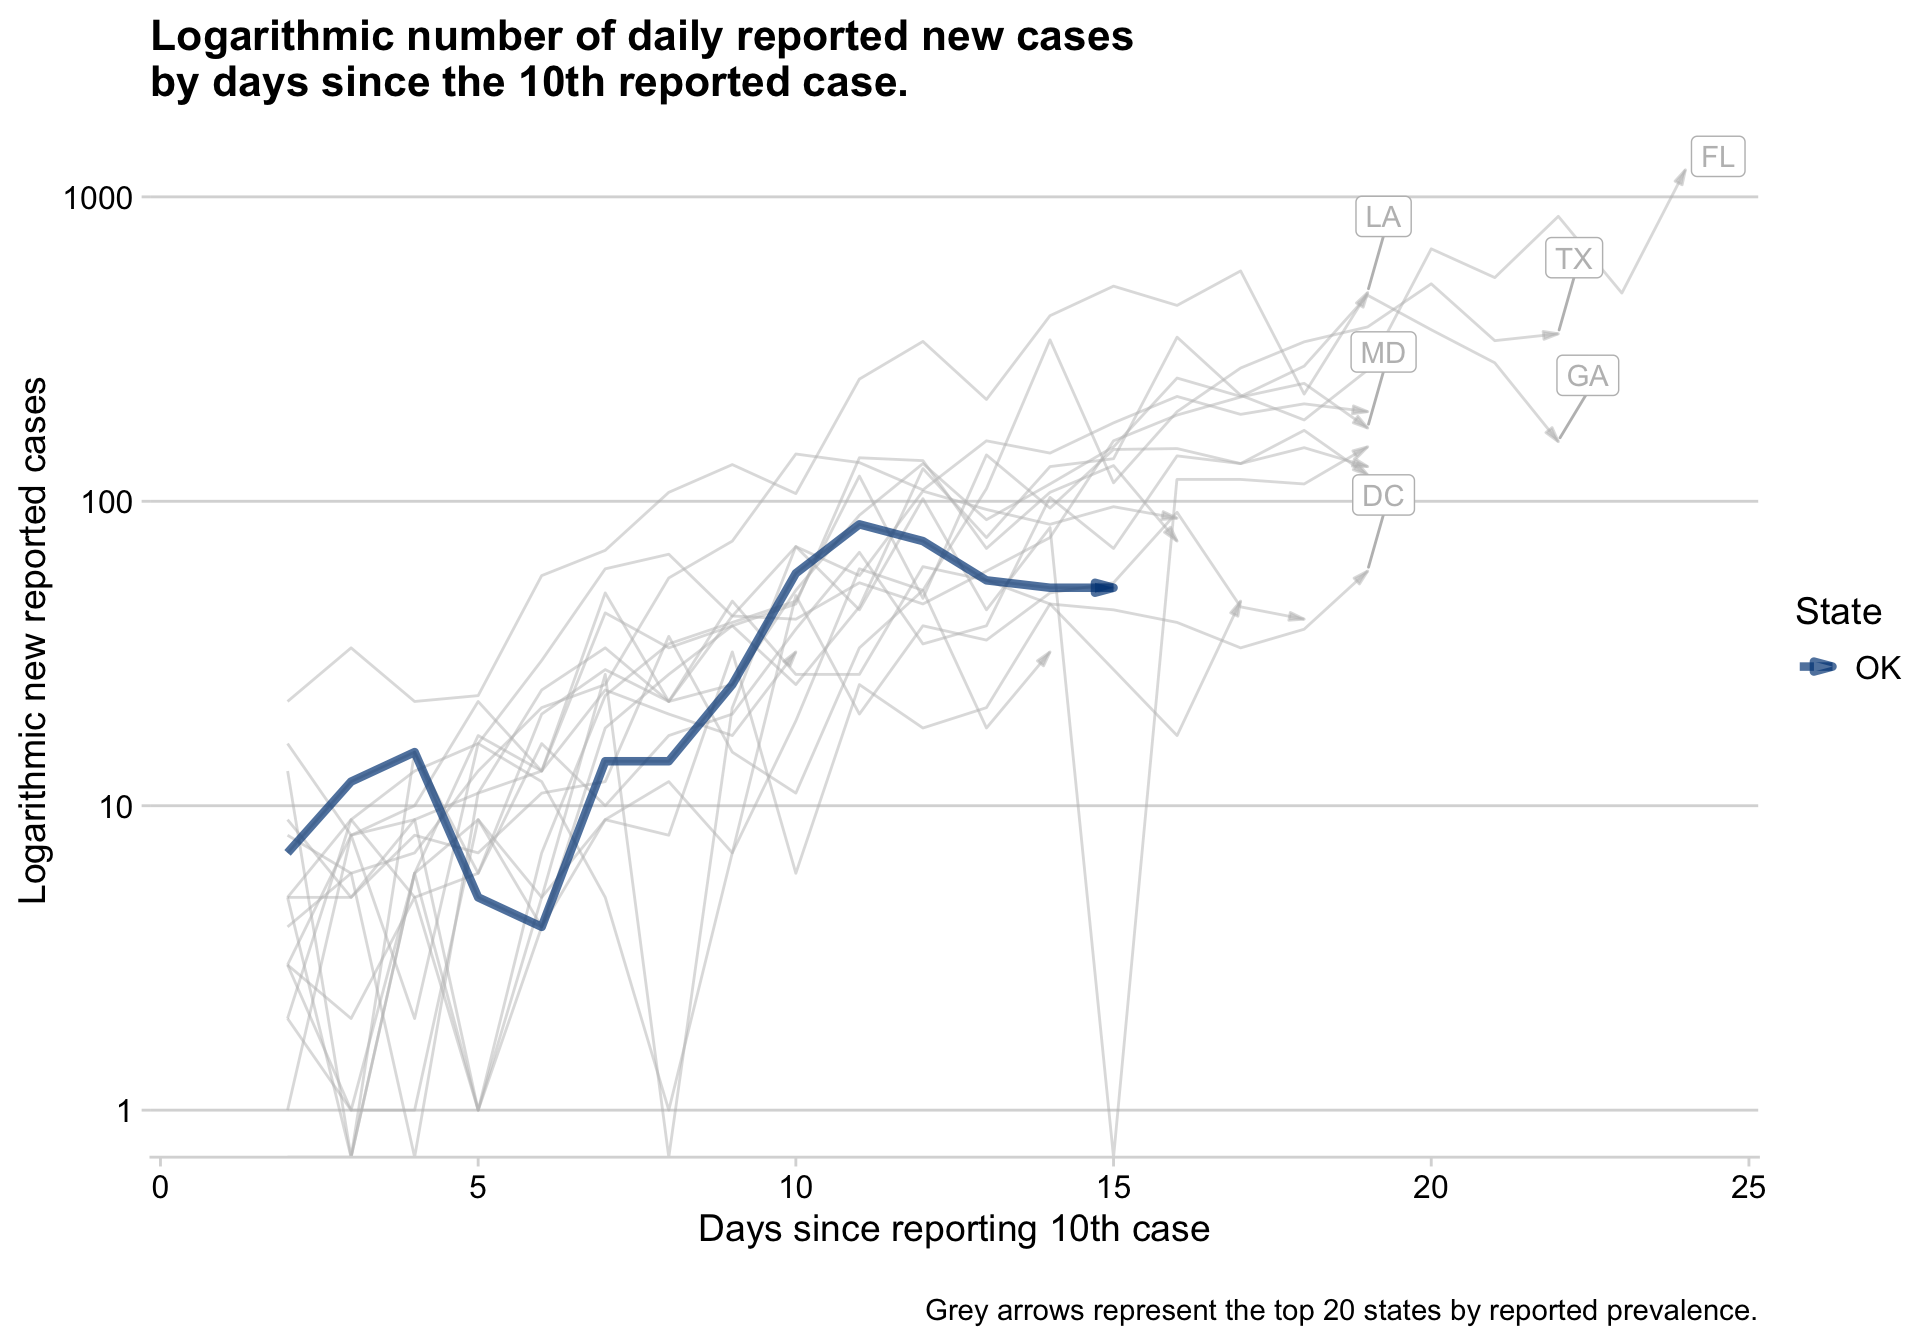 Logarithmic number of daily reported new cases
by days since the 10th reported case.
FL
1000
LA
TX
MD
GA
100
DC
10
1
Logarithmic new reported cases
State
OK
0 5 10 15 20 25
Days since reporting 10th case
Grey arrows represent the top 20 states by reported prevalence.